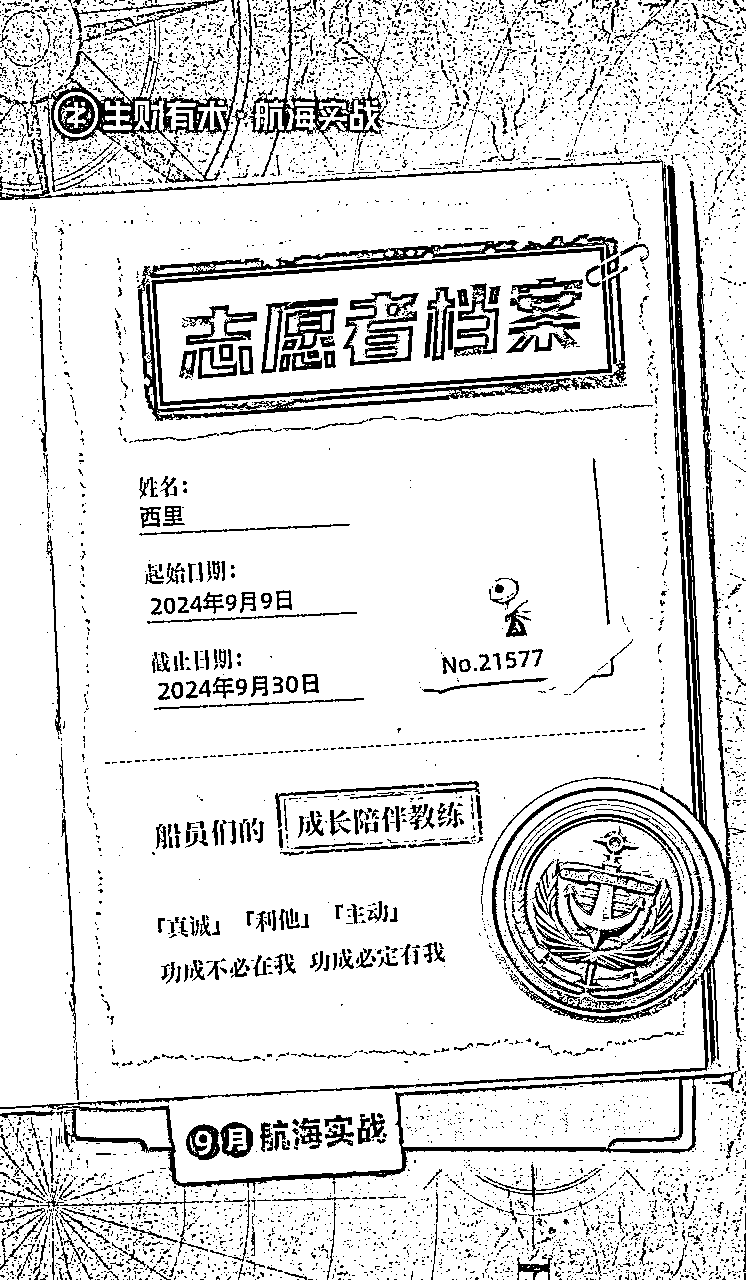 生财有术·航海实战
志愿者档案
姓名:
西里
起始日期:
2024年9月9日
截止日期:
2024年9月30日
No.21577
船员们的 成长陪伴教练
「真诚」「利他」「主动」
功成不必在我 功成必定有我
9月 航海实战